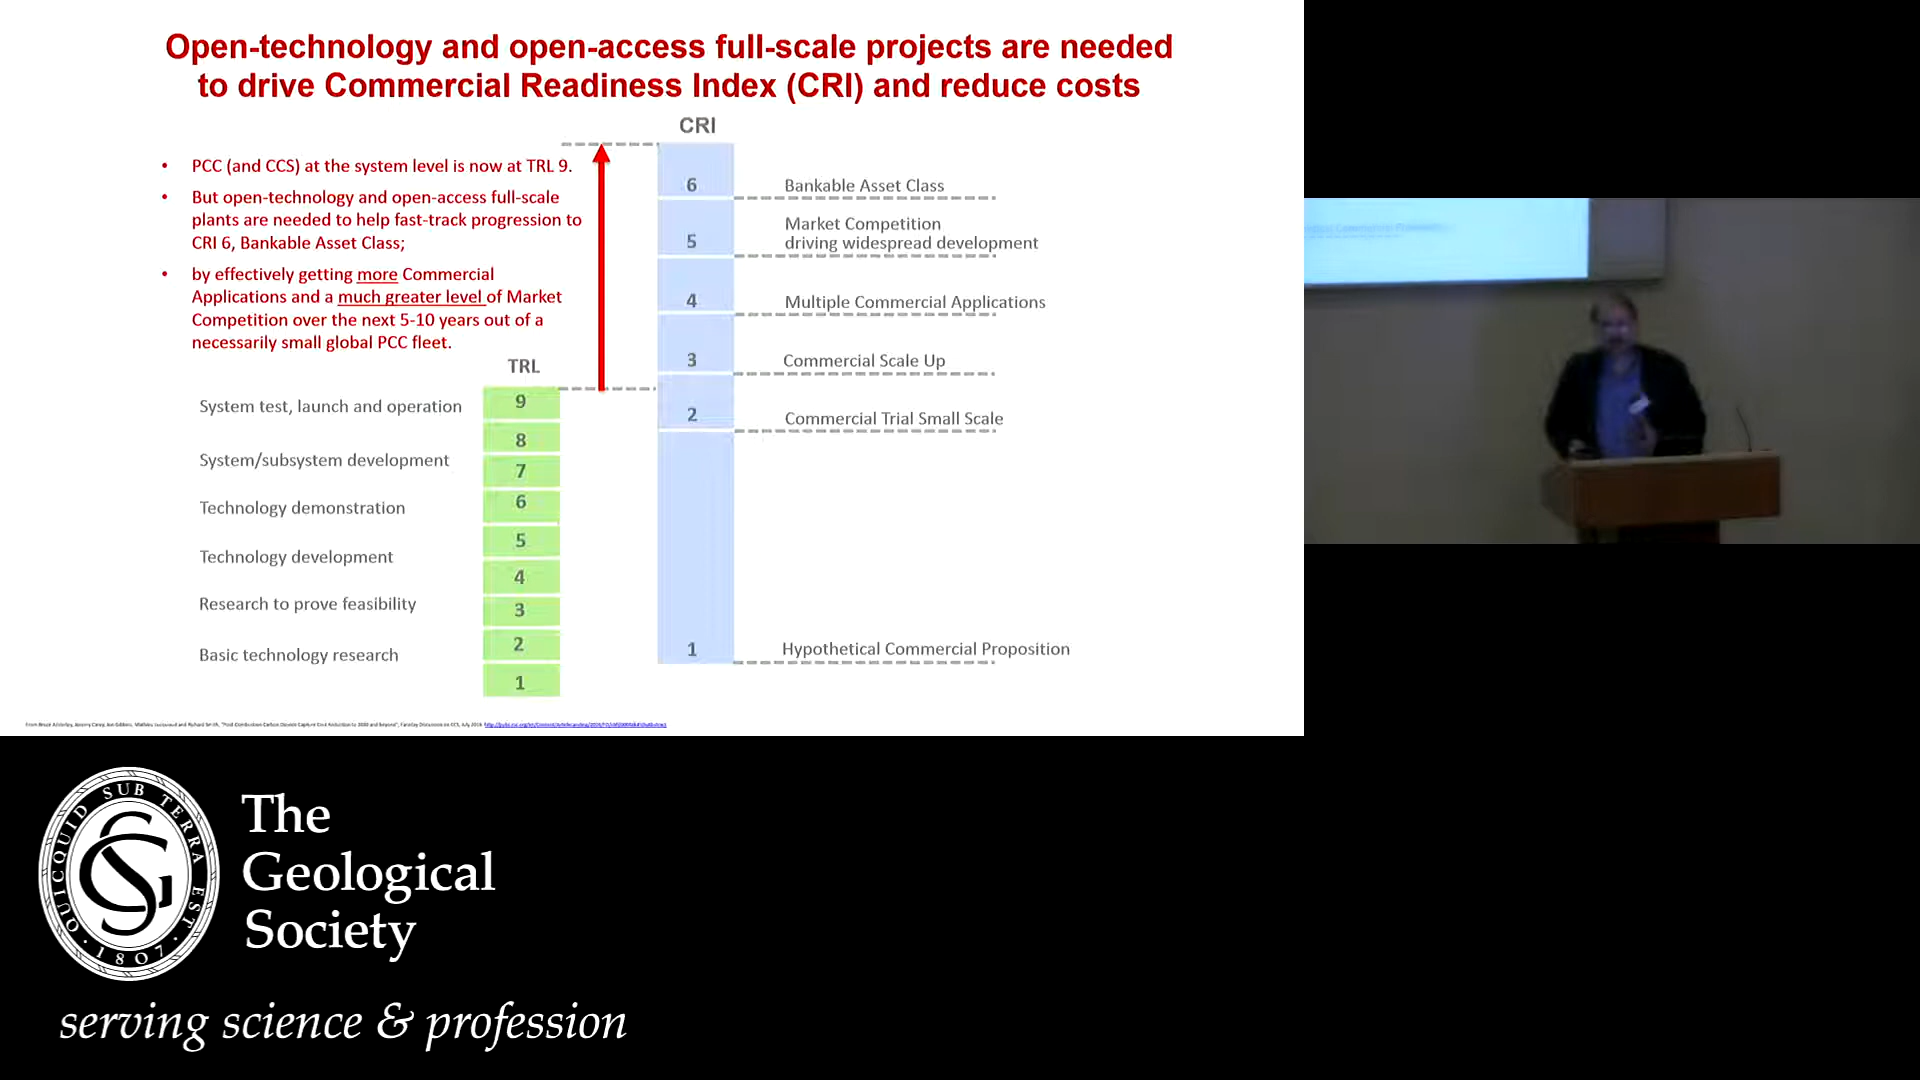 Open-technology and open-access full-scale projects are needed
to drive Commercial Readiness Index (CRI) and reduce costs
• PCC (and CCS) at the system level is now at TRL 9.
• But open-technology and open-access full-scale
plants are needed to help fast-track progression to
CRI 6, Bankable Asset Class;
• by effectively getting more Commercial
Applications and a much greater level of Market
Competition over the next 5-10 years out of a
necessarily small global PCC fleet.
CRI
6 Bankable Asset Class
Market Competition
5 driving widespread development
4 Multiple Commercial Applications
3 Commercial Scale Up
2 Commercial Trial Small Scale
1 Hypothetical Commercial Proposition
TRL
System test, launch and operation 9
8
System/subsystem development
7
Technology demonstration 6
5
Technology development
4
Research to prove feasibility 3
2
Basic technology research
1
The
Geological
Society
QUICQUID SUB TERRA EST
1807
serving science & profession